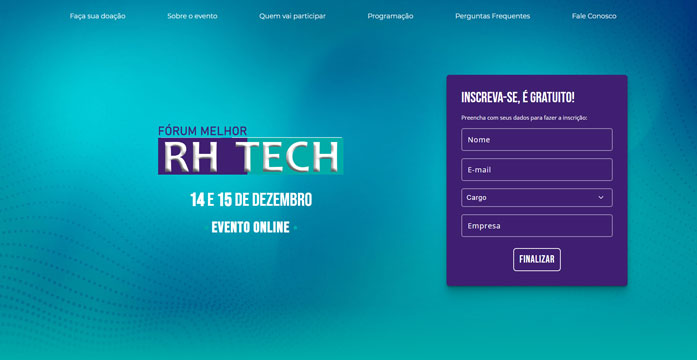 Faça sua doação
Sobre o evento
Quem vai participar
Programação
Perguntas Frequentes
Fale Conosco
FÓRUM MELHOR
RH TECH
14 E 15 DE DEZEMBRO
EVENTO ONLINE
INSCREVA-SE, É GRATUITO!
Preencha com seus dados para fazer a inscrição:
Nome
E-mail
Cargo
Empresa
FINALIZAR